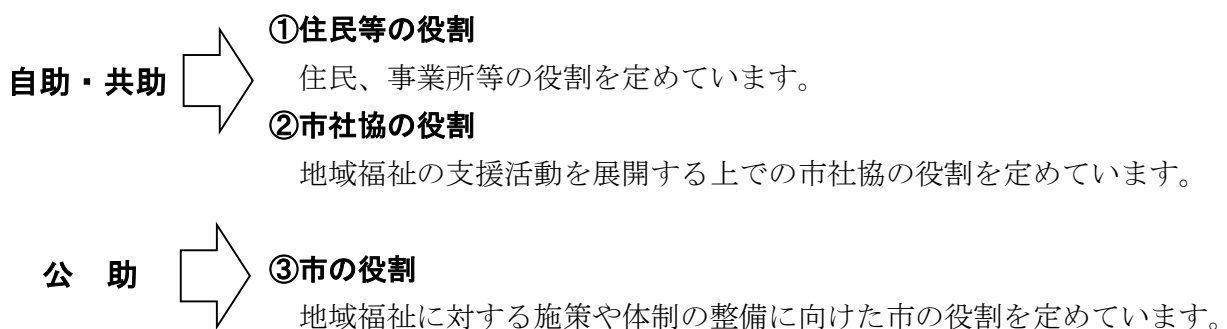 ①住民等の役割
自助・共助
住民、事業所等の役割を定めています。
②市社協の役割
地域福祉の支援活動を展開する上での市社協の役割を定めています。
公　助
③市の役割
地域福祉に対する施策や体制の整備に向けた市の役割を定めています。